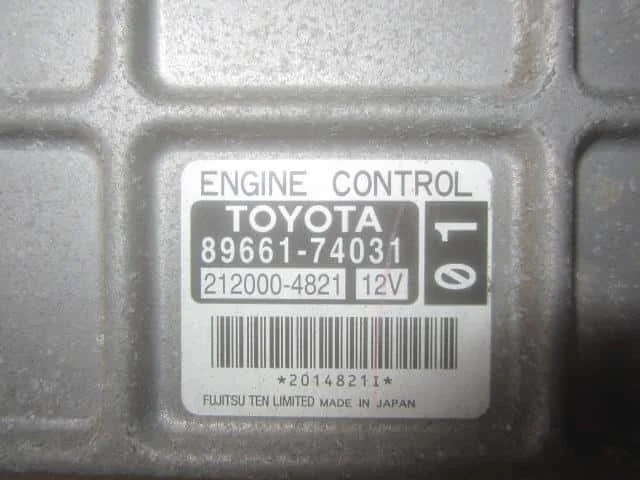 ENGINE CONTROL
TOYOTA
89661-74031
212000-4821 12V
01
*2014821I*
FUJITSU TEN LIMITED MADE IN JAPAN